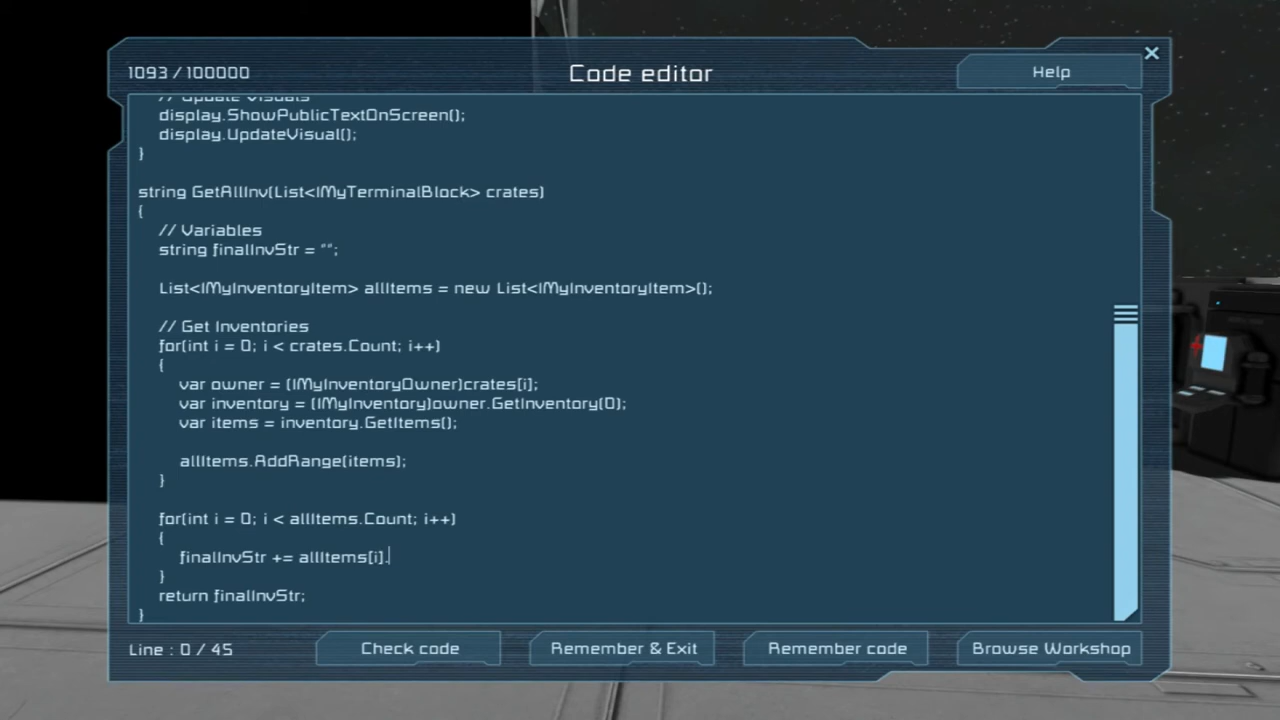 1093 / 100000
Code editor
Help
// Update Visuals
display.ShowPublicTextOnScreen();
display.UpdateVisual();
}
string GetAllInv(List<IMyTerminalBlock> crates)
{
// Variables
string finalInvStr = "";
List<IMyInventoryItem> allItems = new List<IMyInventoryItem>();
// Get Inventories
for(int i = 0; i < crates.Count; i++)
{
var owner = (IMyInventoryOwner)crates[i];
var inventory = (IMyInventory)owner.GetInventory(0);
var items = inventory.GetItems();
allItems.AddRange(items);
}
for(int i = 0; i < allItems.Count; i++)
{
finalInvStr += allItems[i].
}
return finalInvStr;
}
Line : 0 / 45
Check code
Remember & Exit
Remember code
Browse Workshop